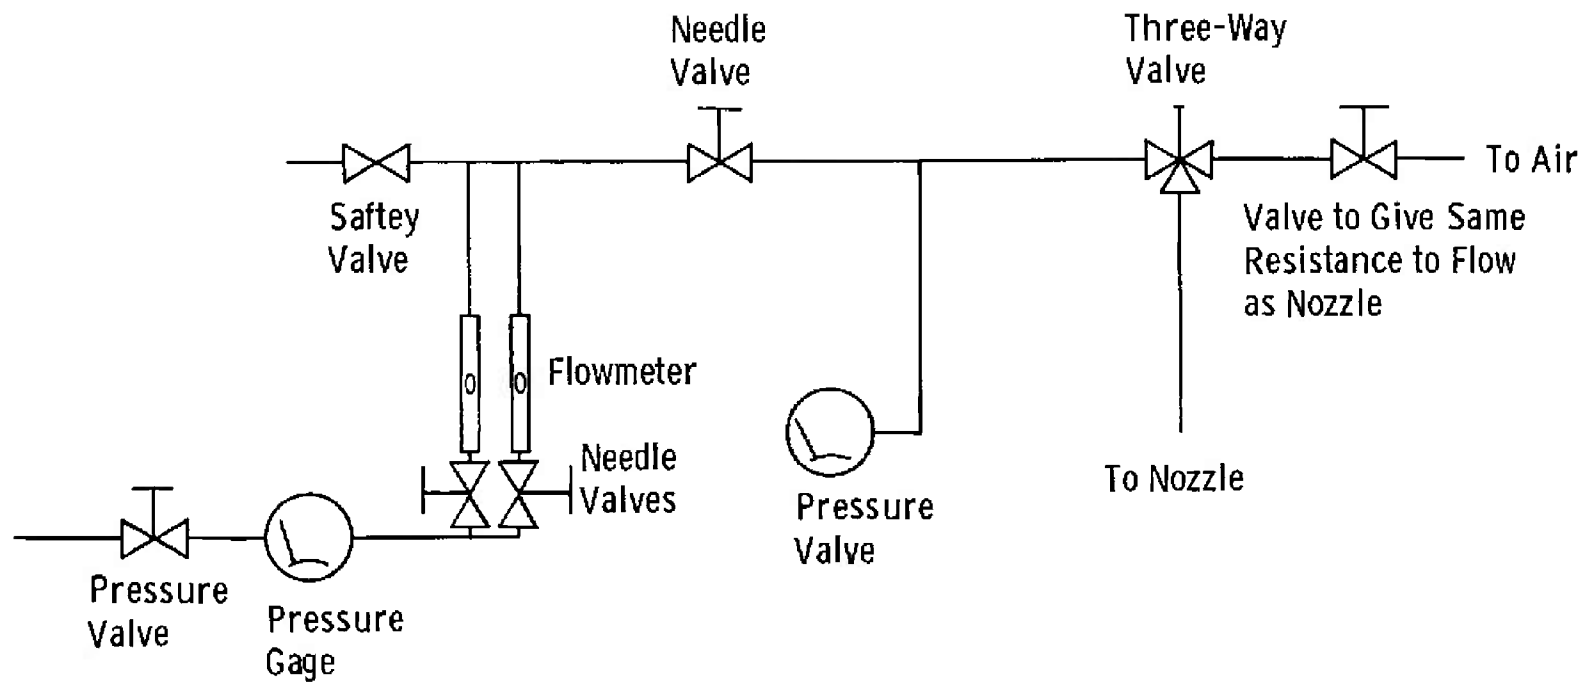 Needle
Valve
Three-Way
Valve
To Air
Saftey
Valve
Valve to Give Same
Resistance to Flow
as Nozzle
Flowmeter
Needle
Valves
To Nozzle
Pressure
Valve
Pressure
Valve
Pressure
Gage